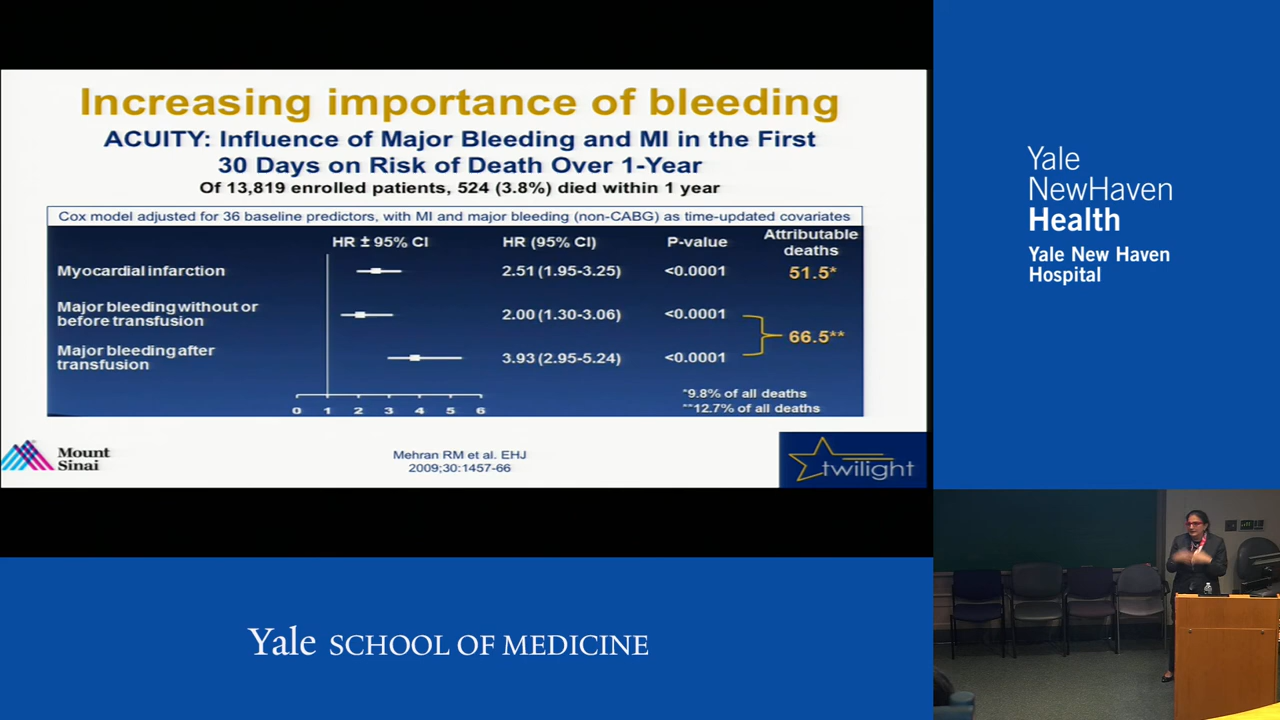 Increasing importance of bleeding
ACUITY: Influence of Major Bleeding and MI in the First
30 Days on Risk of Death Over 1-Year
Of 13,819 enrolled patients, 524 (3.8%) died within 1 year
Cox model adjusted for 36 baseline predictors, with MI and major bleeding (non-CABG) as time-updated covariates
HR ± 95% CI HR (95% CI) P-value Attributable
deaths
Myocardial infarction 2.51 (1.95-3.25) <0.0001 51.5*
Major bleeding without or
before transfusion 2.00 (1.30-3.06) <0.0001
66.5**
Major bleeding after
transfusion 3.93 (2.95-5.24) <0.0001
0 1 2 3 4 5 6
*9.8% of all deaths
**12.7% of all deaths
Mount
Sinai
Mehran RM et al. EHJ
2009;30:1457-66
twilight
Yale
NewHaven
Health
Yale New Haven
Hospital
Yale SCHOOL OF MEDICINE